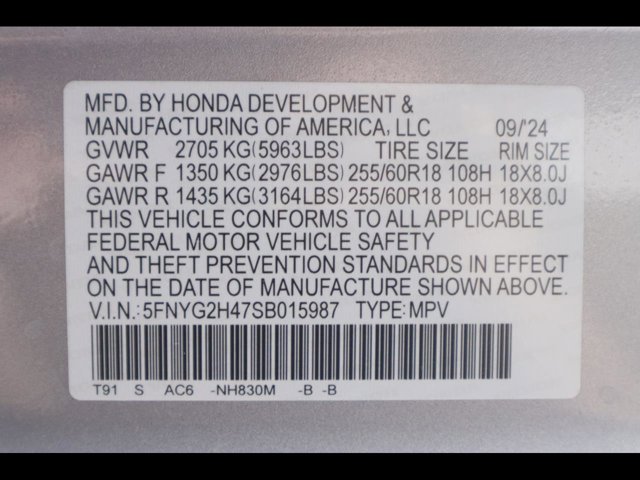 MFD. BY HONDA DEVELOPMENT &
MANUFACTURING OF AMERICA, LLC 09/'24
GVWR 2705 KG(5963LBS) TIRE SIZE RIM SIZE
GAWR F 1350 KG(2976LBS) 255/60R18 108H 18X8.0J
GAWR R 1435 KG(3164LBS) 255/60R18 108H 18X8.0J
THIS VEHICLE CONFORMS TO ALL APPLICABLE
FEDERAL MOTOR VEHICLE SAFETY
AND THEFT PREVENTION STANDARDS IN EFFECT
ON THE DATE OF MANUFACTURE SHOWN ABOVE.
V.I.N.:5FNYG2H47SB015987 TYPE:MPV
T91 S AC6 -NH830M -B -B